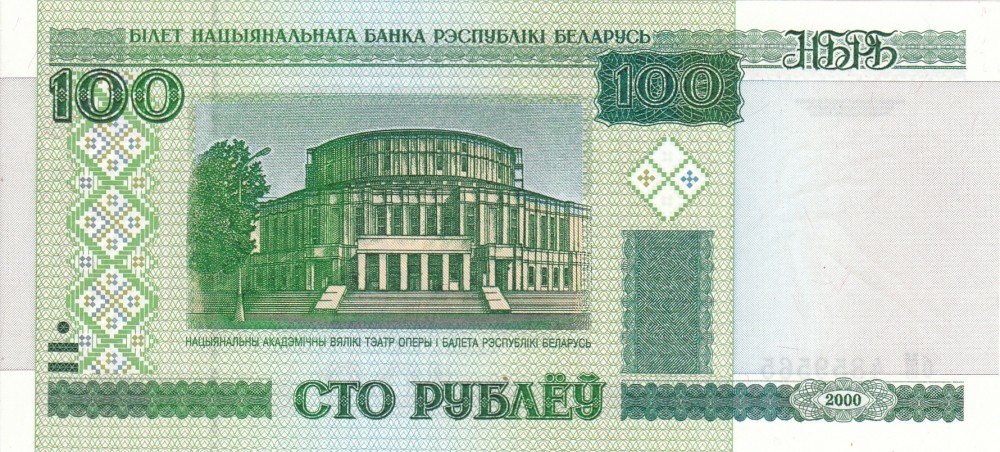 БІЛЕТ НАЦЫЯНАЛЬНАГА БАНКА РЭСПУБЛІКІ БЕЛАРУСЬ
НБРБ
100
100
НАЦЫЯНАЛЬНЫ АКАДЭМІЧНЫ ВЯЛІКІ ТЭАТР ОПЕРЫ І БАЛЕТА РЭСПУБЛІКІ БЕЛАРУСЬ
СТО РУБЛЁЎ
2000